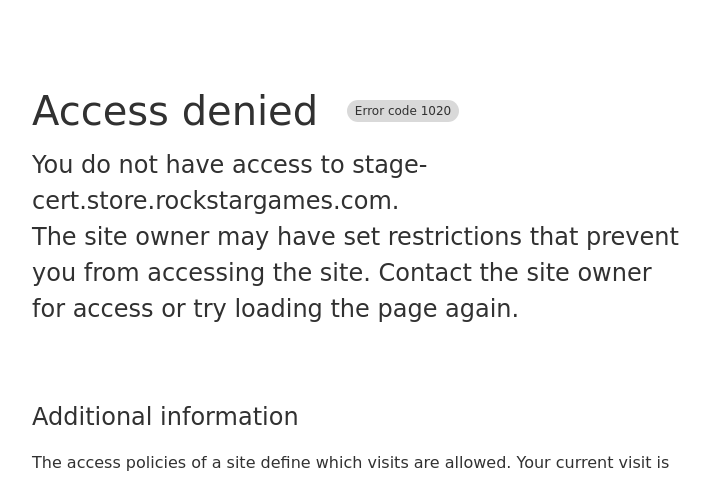 Access denied Error code 1020
You do not have access to stage-
cert.store.rockstargames.com.
The site owner may have set restrictions that prevent
you from accessing the site. Contact the site owner
for access or try loading the page again.
Additional information
The access policies of a site define which visits are allowed. Your current visit is